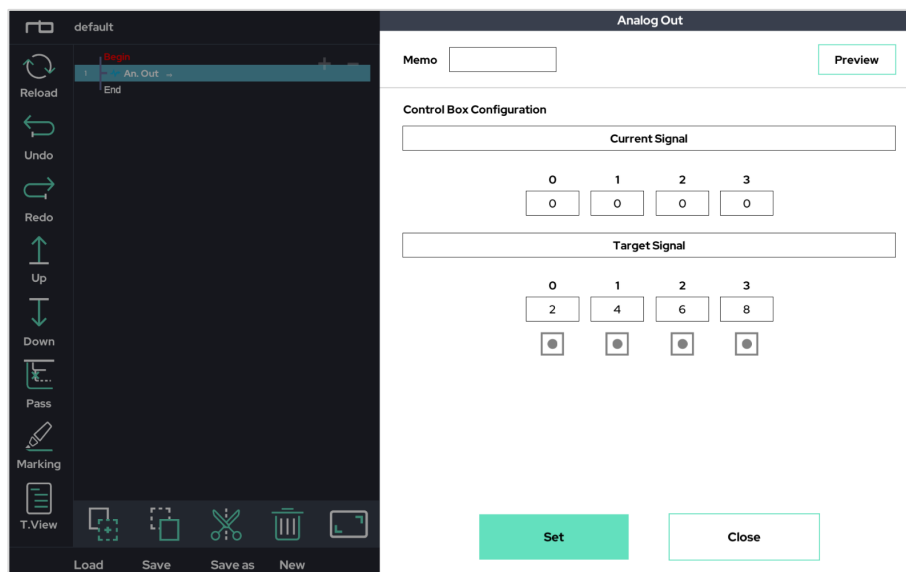 default
Analog Out
Memo
Preview
Reload
Undo
Redo
Up
Down
Pass
Marking
T.View
Begin
1 An. Out →
End
+ −
Control Box Configuration
Current Signal
0 1 2 3
0 0 0 0
Target Signal
0 1 2 3
2 4 6 8
Set
Close
Load Save Save as New